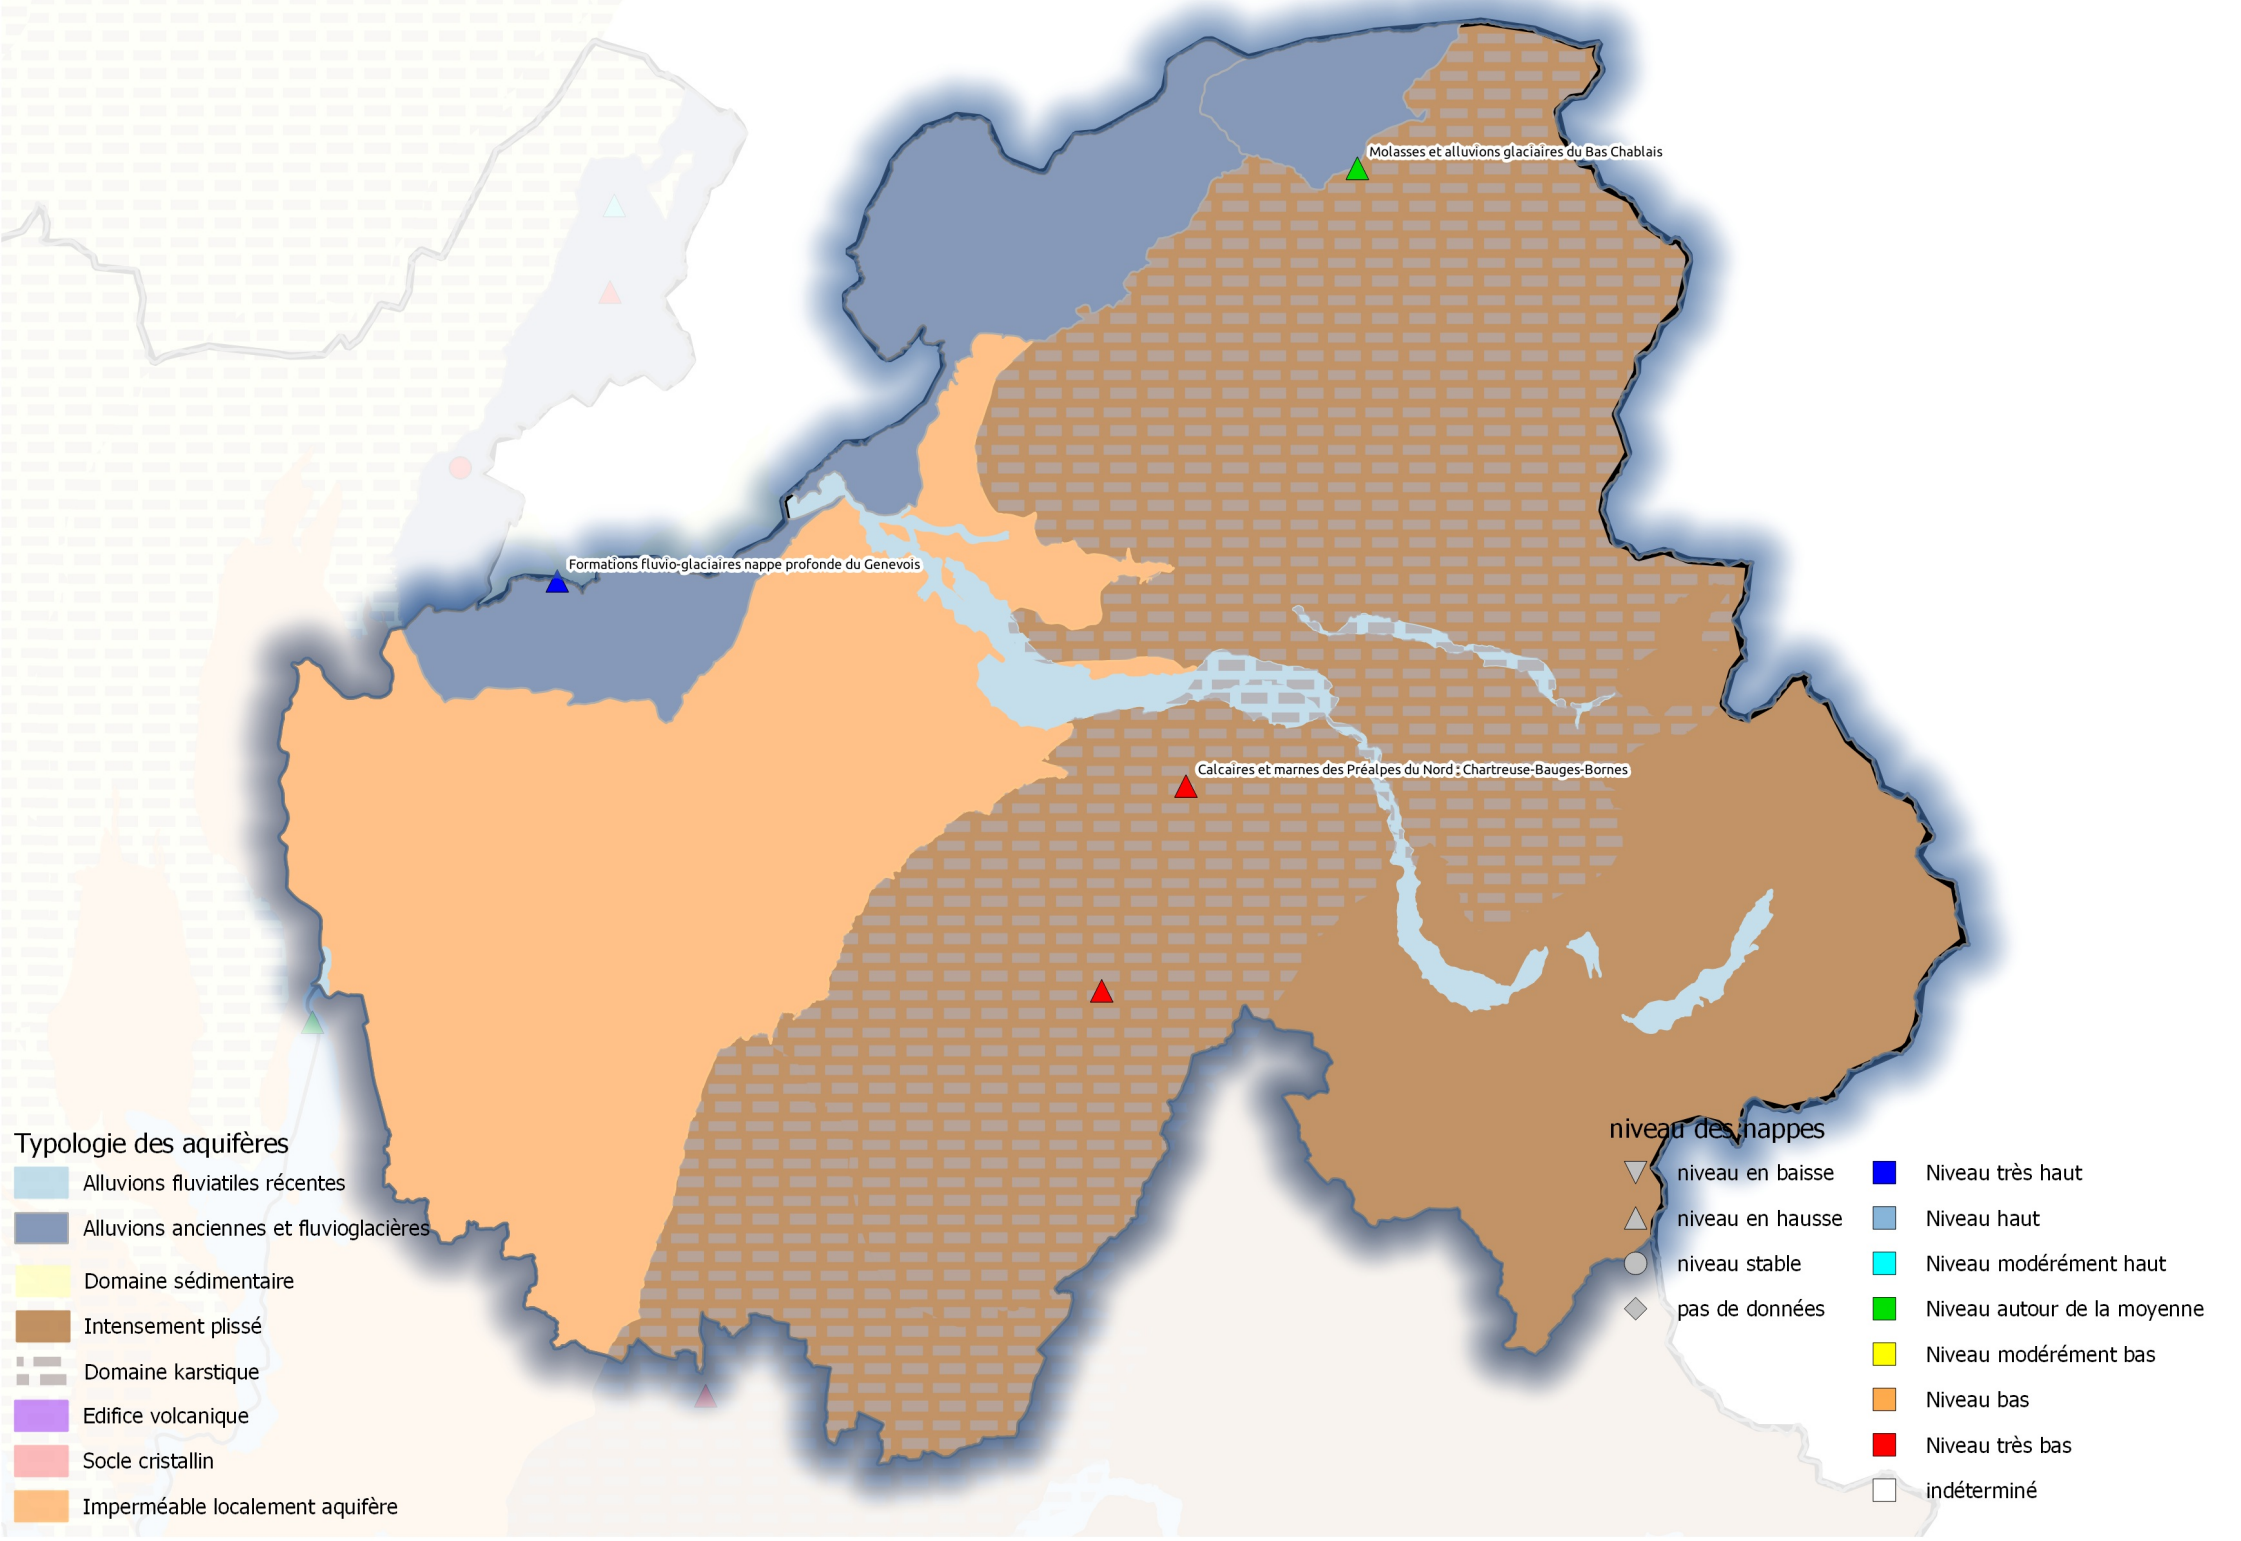 Molasses et alluvions glaciaires du Bas Chablais
Formations fluvio-glaciaires nappe profonde du Genevois
Calcaires et marnes des Préalpes du Nord : Chartreuse-Bauges-Bornes
Typologie des aquifères
Alluvions fluviatiles récentes
Alluvions anciennes et fluvioglacières
Domaine sédimentaire
Intensement plissé
Domaine karstique
Edifice volcanique
Socle cristallin
Imperméable localement aquifère
niveau des nappes
niveau en baisse
niveau en hausse
niveau stable
pas de données
Niveau très haut
Niveau haut
Niveau modérément haut
Niveau autour de la moyenne
Niveau modérément bas
Niveau bas
Niveau très bas
indéterminé